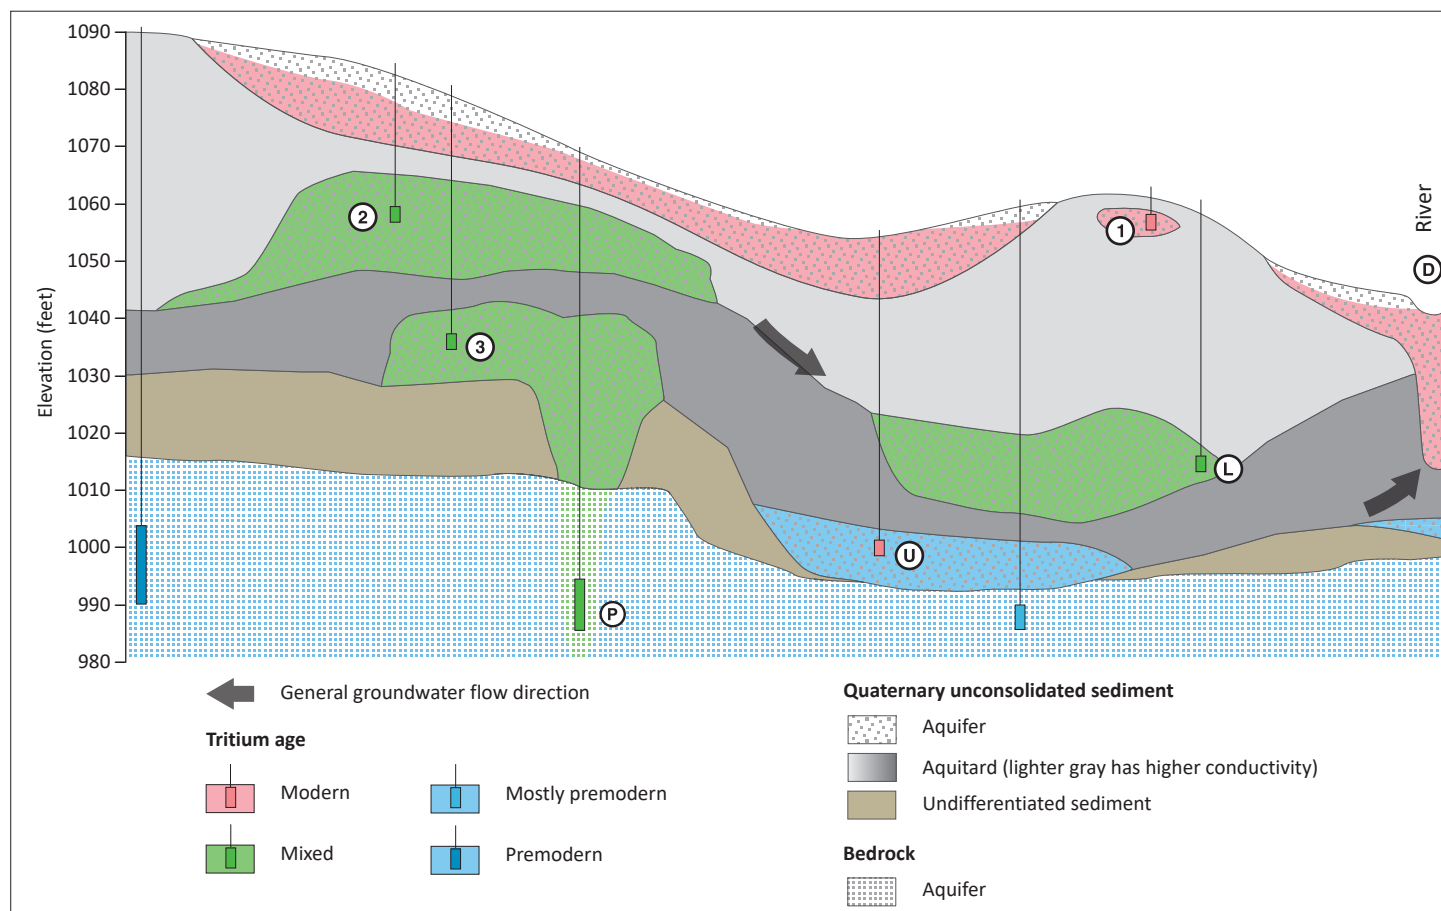 1090
1080
1070
1060
1050
1040
1030
1020
1010
1000
990
980
Elevation (feet)
2
3
1
River
D
L
U
P
General groundwater flow direction
Tritium age
Modern
Mostly premodern
Mixed
Premodern
Quaternary unconsolidated sediment
Aquifer
Aquitard (lighter gray has higher conductivity)
Undifferentiated sediment
Bedrock
Aquifer